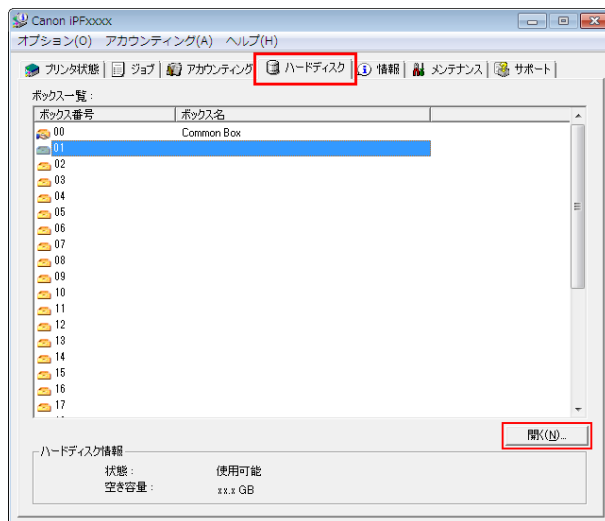 Canon iPFxxxx
オプション(O) アカウンティング(A) ヘルプ(H)
プリンタ状態 ジョブ アカウンティング ハードディスク 情報 メンテナンス サポート
ボックス一覧 :
ボックス番号 ボックス名
00 Common Box
01
02
03
04
05
06
07
08
09
10
11
12
13
14
15
16
17
開く(N)...
ハードディスク情報
状態 : 使用可能
空き容量 : xx.x GB